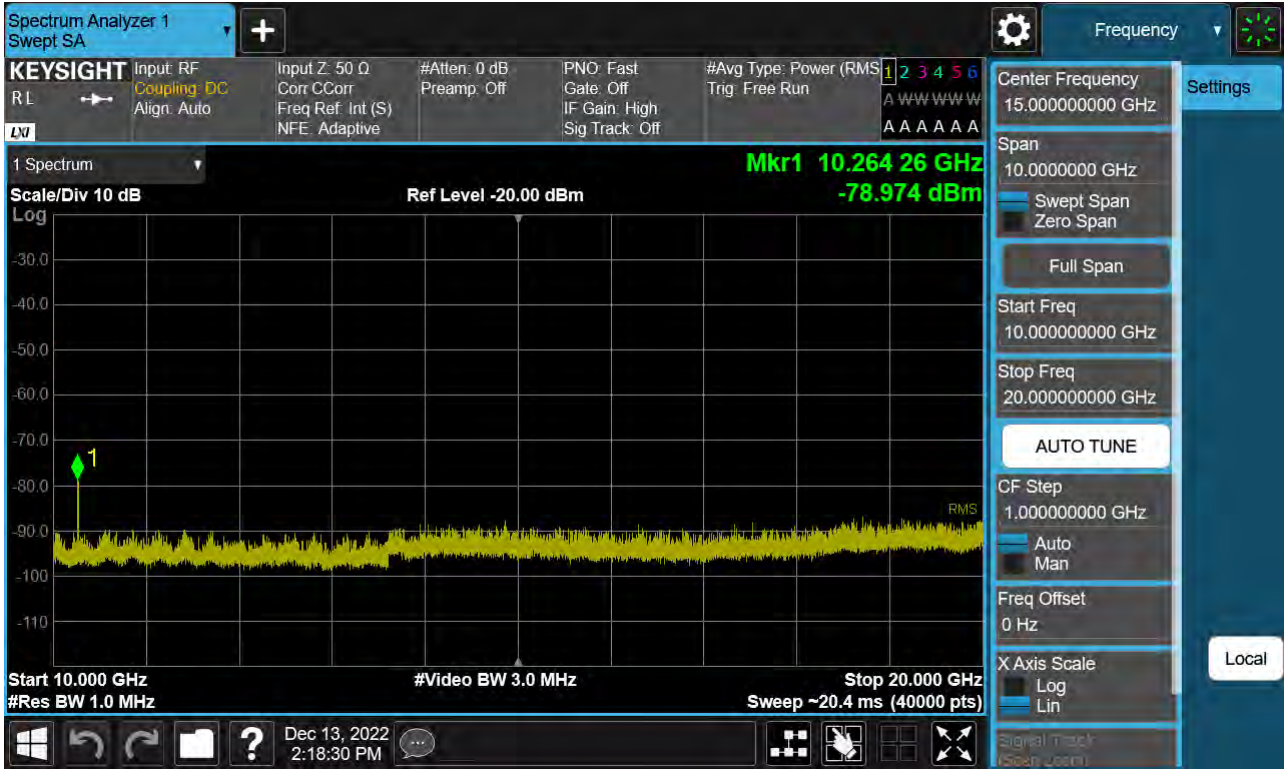 Spectrum Analyzer 1
Swept SA
+
Frequency
KEYSIGHT
R L
LXI
Input: RF
Coupling: DC
Align: Auto
Input Z: 50 Ω
Corr CCorr
Freq Ref: Int (S)
NFE: Adaptive
#Atten: 0 dB
Preamp: Off
PNO: Fast
Gate: Off
IF Gain: High
Sig Track: Off
#Avg Type: Power (RMS
Trig: Free Run
1 2 3 4 5 6
A W W W W W
A A A A A A
1 Spectrum
Scale/Div 10 dB
Log
Ref Level -20.00 dBm
Mkr1 10.264 26 GHz
-78.974 dBm
-30.0
-40.0
-50.0
-60.0
-70.0
-80.0
-90.0
-100
-110
1
RMS
Start 10.000 GHz
#Res BW 1.0 MHz
#Video BW 3.0 MHz
Stop 20.000 GHz
Sweep ~20.4 ms (40000 pts)
Center Frequency
15.000000000 GHz
Span
10.0000000 GHz
Swept Span
Zero Span
Full Span
Start Freq
10.000000000 GHz
Stop Freq
20.000000000 GHz
AUTO TUNE
CF Step
1.000000000 GHz
Auto
Man
Freq Offset
0 Hz
X Axis Scale
Log
Lin
Signal Track
(Span Zoom)
Settings
Local
?
Dec 13, 2022
2:18:30 PM